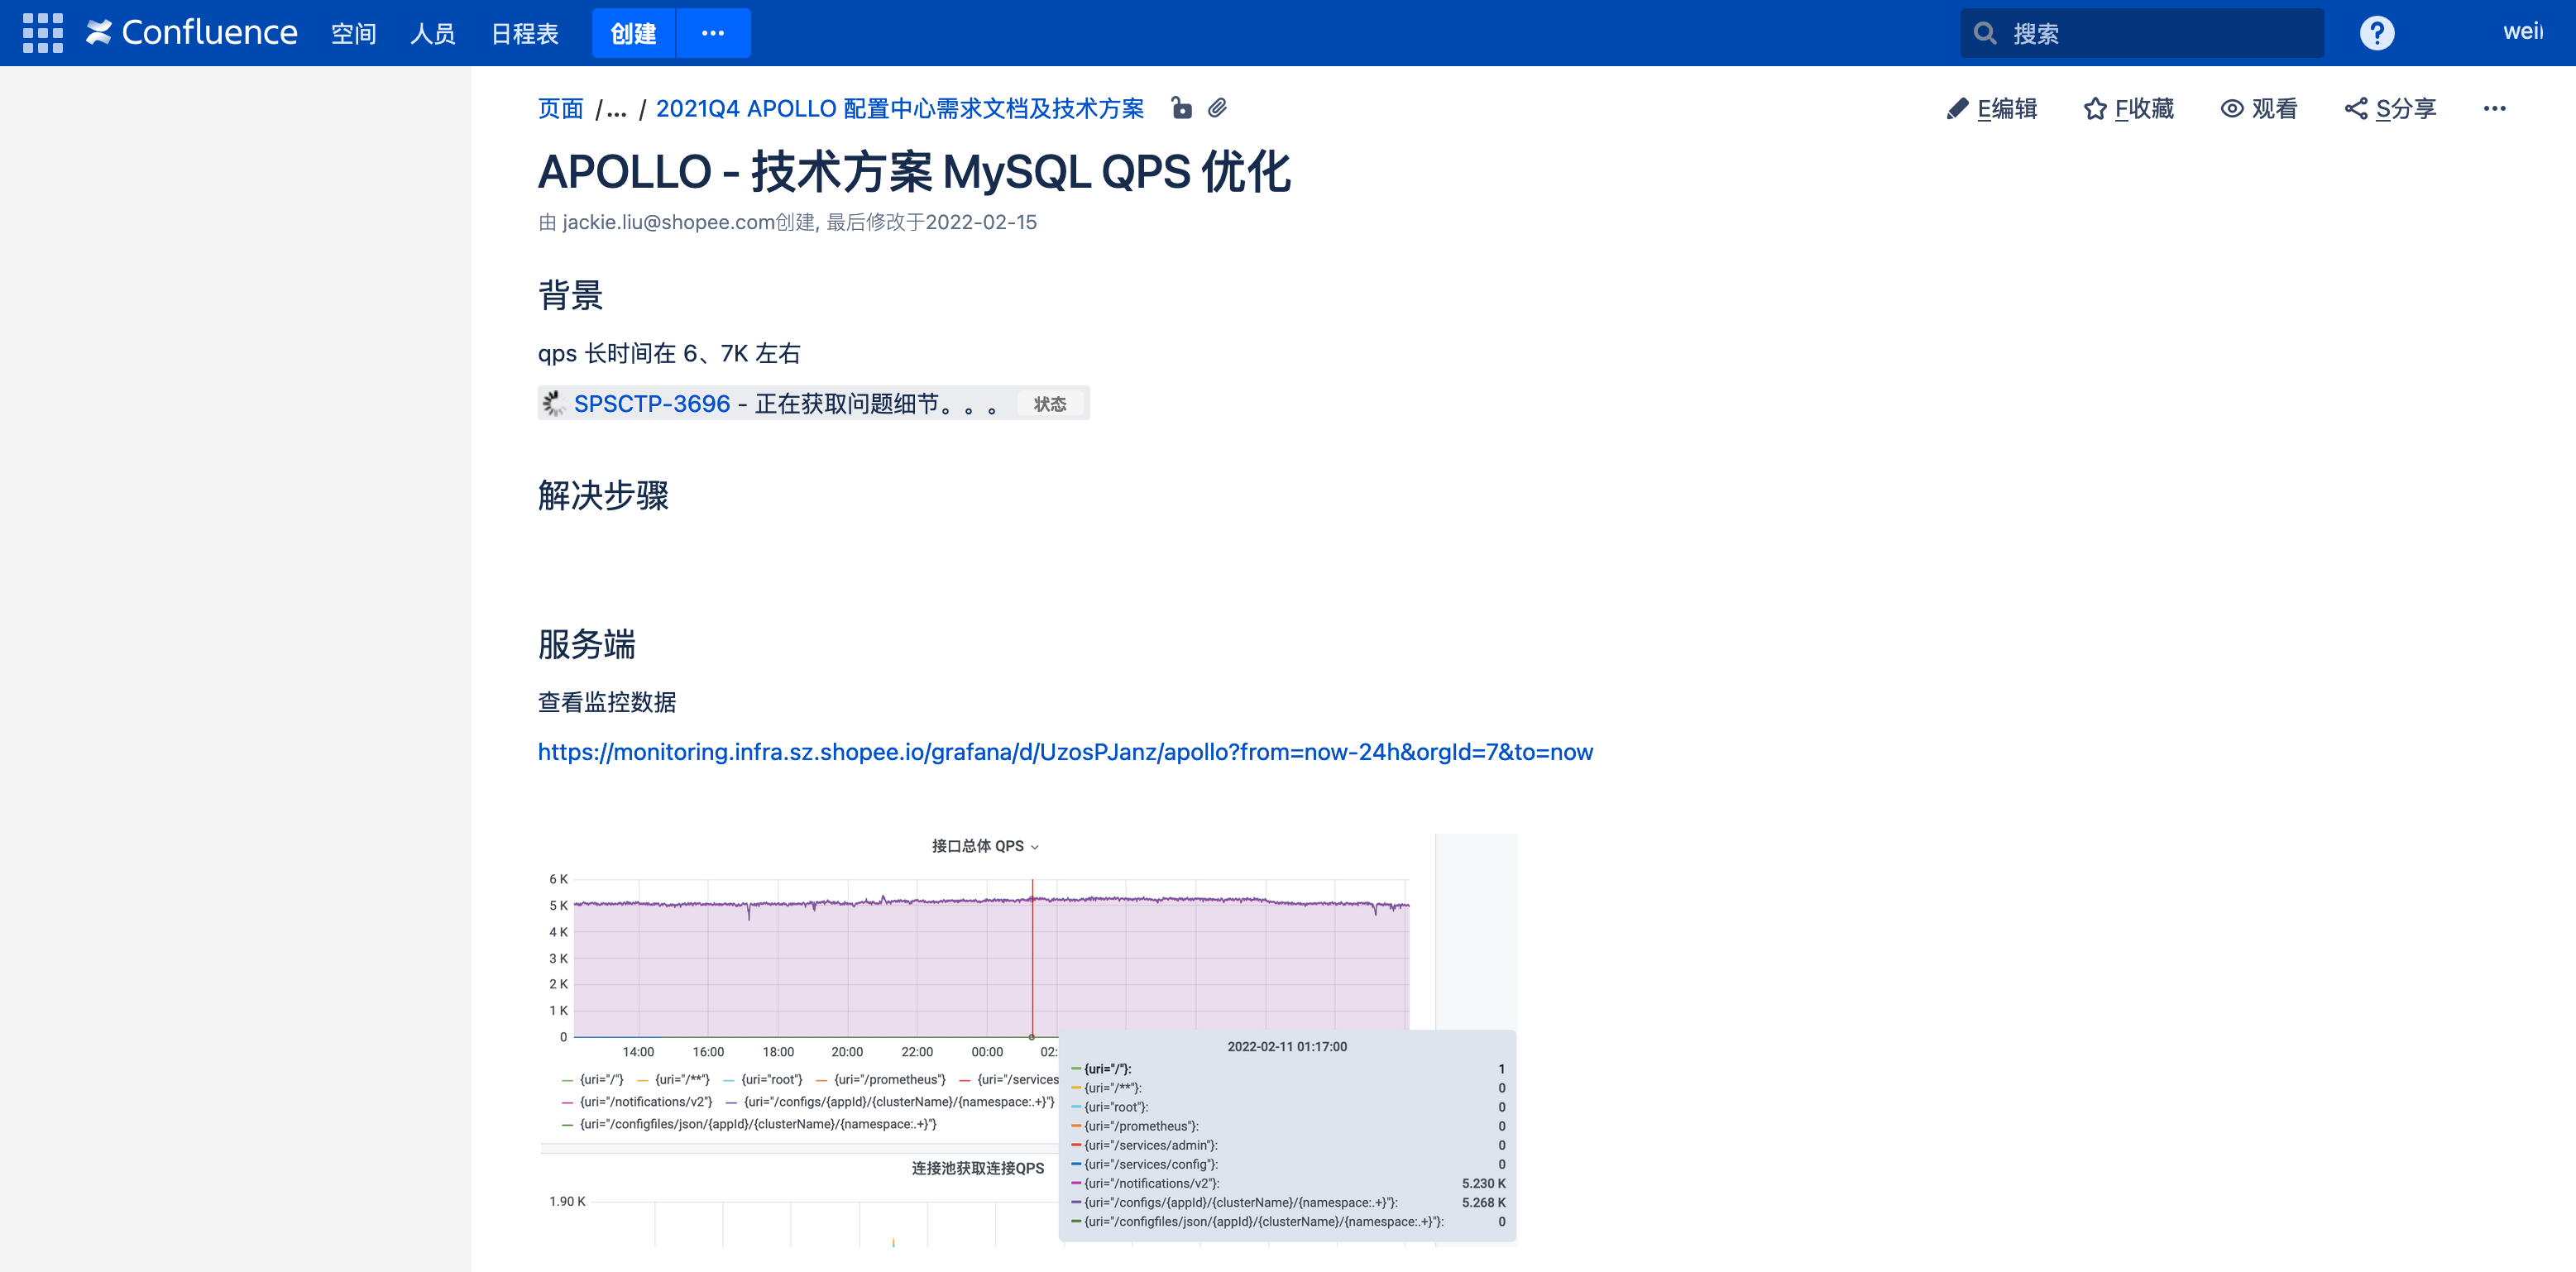 Confluence 空间 人员 日程表 创建 ··· 搜索 ? wei
页面 /... / 2021Q4 APOLLO 配置中心需求文档及技术方案 E编辑 F收藏 观看 S分享 ···
APOLLO - 技术方案 MySQL QPS 优化
由 jackie.liu@shopee.com创建, 最后修改于2022-02-15
背景
qps 长时间在 6、7K 左右
SPSCTP-3696 - 正在获取问题细节。。。 状态
解决步骤
服务端
查看监控数据
https://monitoring.infra.sz.shopee.io/grafana/d/UzosPJanz/apollo?from=now-24h&orgId=7&to=now
接口总体 QPS
6 K
5 K
4 K
3 K
2 K
1 K
0
14:00 16:00 18:00 20:00 22:00 00:00 02:
{uri="/"} {uri="/**"} {uri="root"} {uri="/prometheus"} {uri="/services
{uri="/notifications/v2"} {uri="/configs/{appId}/{clusterName}/{namespace:.+}"}
{uri="/configfiles/json/{appId}/{clusterName}/{namespace:.+}"}
2022-02-11 01:17:00
{uri="/"}: 1
{uri="/**"}: 0
{uri="root"}: 0
{uri="/prometheus"}: 0
{uri="/services/admin"}: 0
{uri="/services/config"}: 0
{uri="/notifications/v2"}: 5.230 K
{uri="/configs/{appId}/{clusterName}/{namespace:.+}"}: 5.268 K
{uri="/configfiles/json/{appId}/{clusterName}/{namespace:.+}"}: 0
连接池获取连接QPS
1.90 K